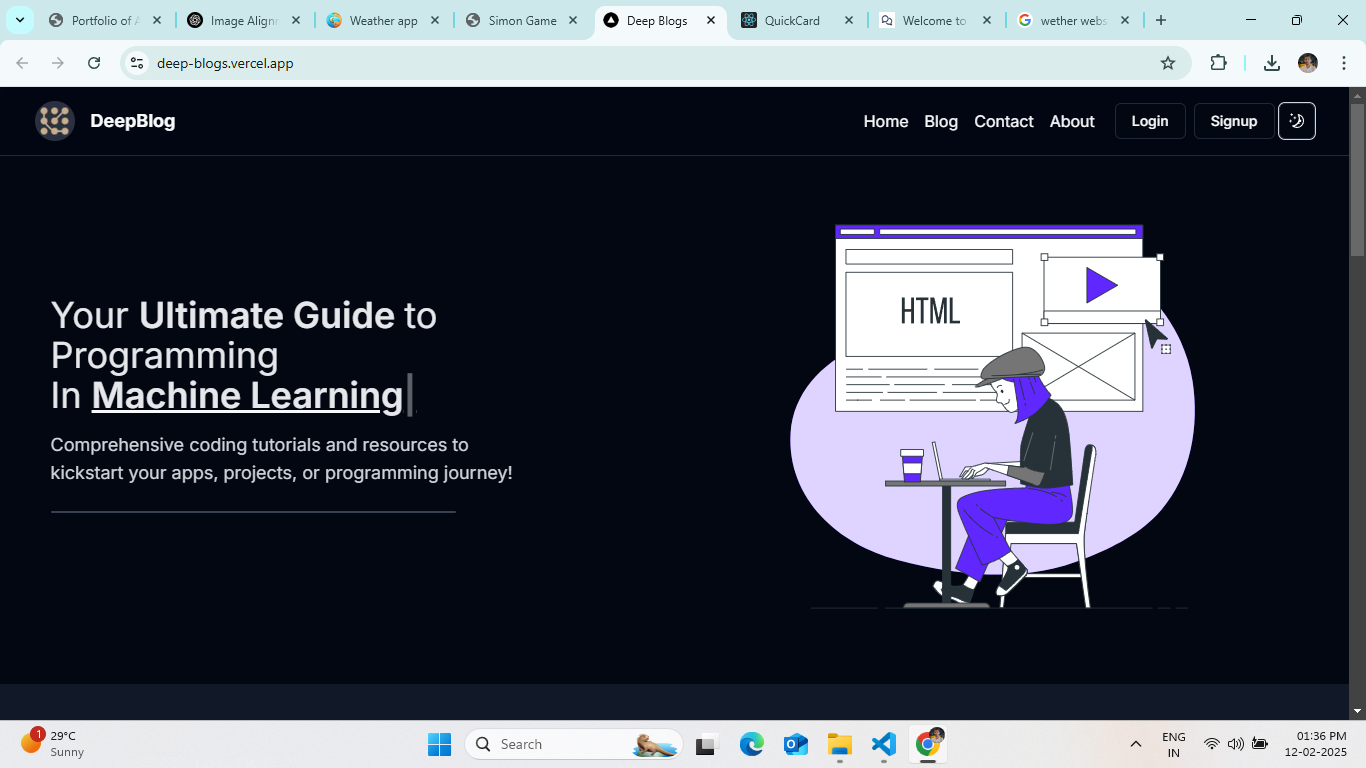 Portfolio of A
Image Alignr
Weather app
Simon Game
Deep Blogs
QuickCard
Welcome to
wether webs
deep-blogs.vercel.app
DeepBlog
Home
Blog
Contact
About
Login
Signup
Your Ultimate Guide to
Programming
In Machine Learning
Comprehensive coding tutorials and resources to
kickstart your apps, projects, or programming journey!
HTML
1
29°C
Sunny
Search
ENG
IN
01:36 PM
12-02-2025